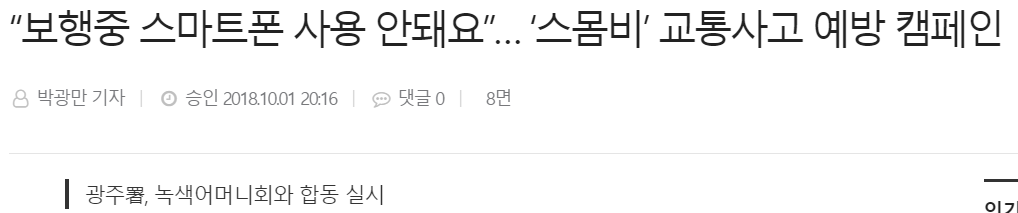 “보행중 스마트폰 사용 안돼요”… ‘스몸비’ 교통사고 예방 캠페인
박광만 기자 | 승인 2018.10.01 20:16 | 댓글 0 | 8면
광주署, 녹색어머니회와 합동 실시